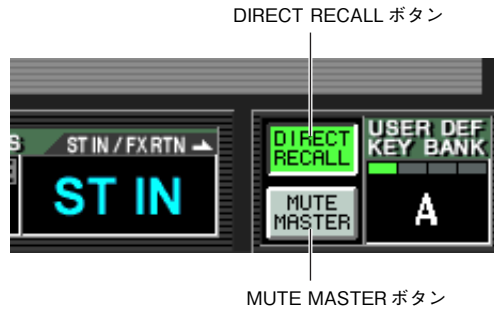 DIRECT RECALL ボタン
ST IN / FX RTN
ST IN
DIRECT
RECALL
MUTE
MASTER
USER DEF
KEY BANK
A
MUTE MASTER ボタン